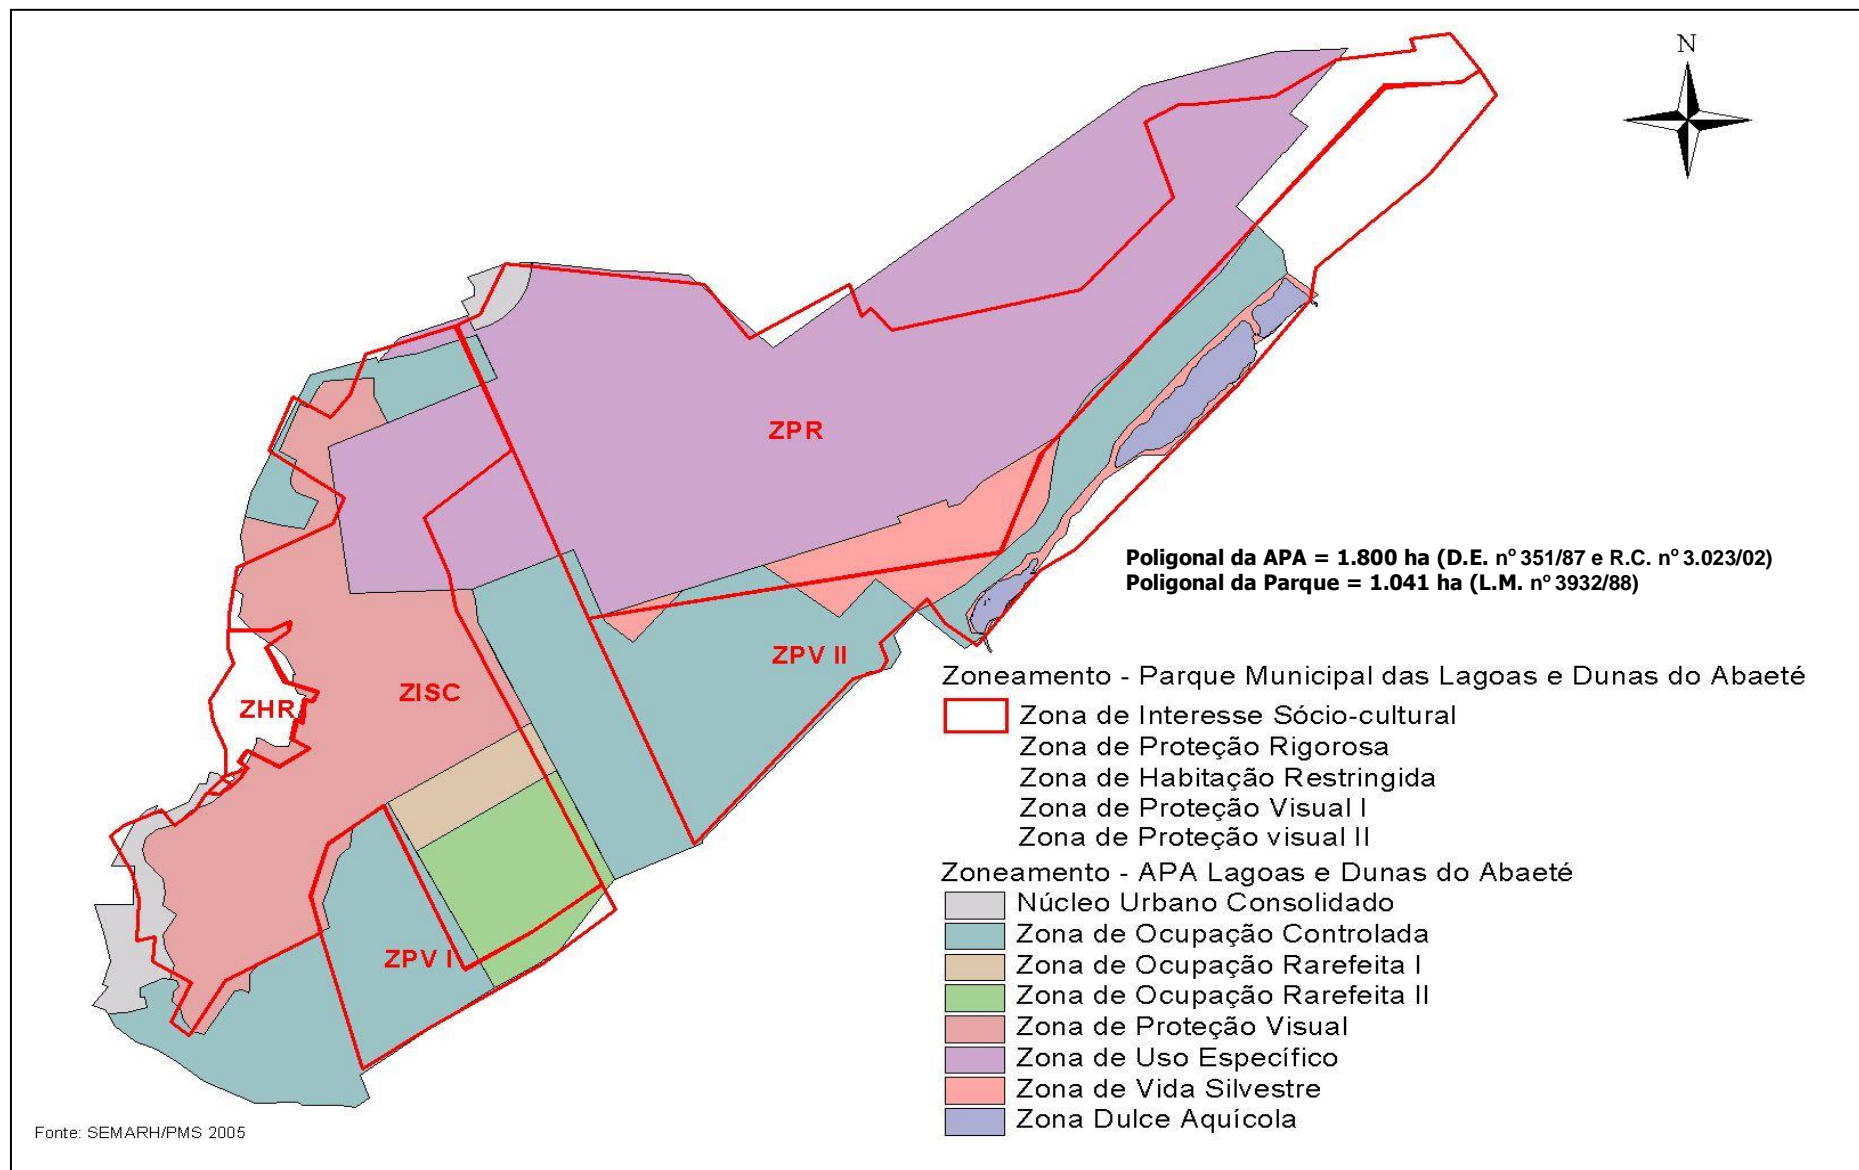 N
ZPR
Poligonal da APA = 1.800 ha (D.E. nº 351/87 e R.C. nº 3.023/02)
Poligonal da Parque = 1.041 ha (L.M. nº 3932/88)
ZPV II
ZISC
ZHR
ZPV I
Zoneamento - Parque Municipal das Lagoas e Dunas do Abaeté
Zona de Interesse Sócio-cultural
Zona de Proteção Rigorosa
Zona de Habitação Restringida
Zona de Proteção Visual I
Zona de Proteção visual II
Zoneamento - APA Lagoas e Dunas do Abaeté
Núcleo Urbano Consolidado
Zona de Ocupação Controlada
Zona de Ocupação Rarefeita I
Zona de Ocupação Rarefeita II
Zona de Proteção Visual
Zona de Uso Específico
Zona de Vida Silvestre
Zona Dulce Aquícola
Fonte: SEMARH/PMS 2005